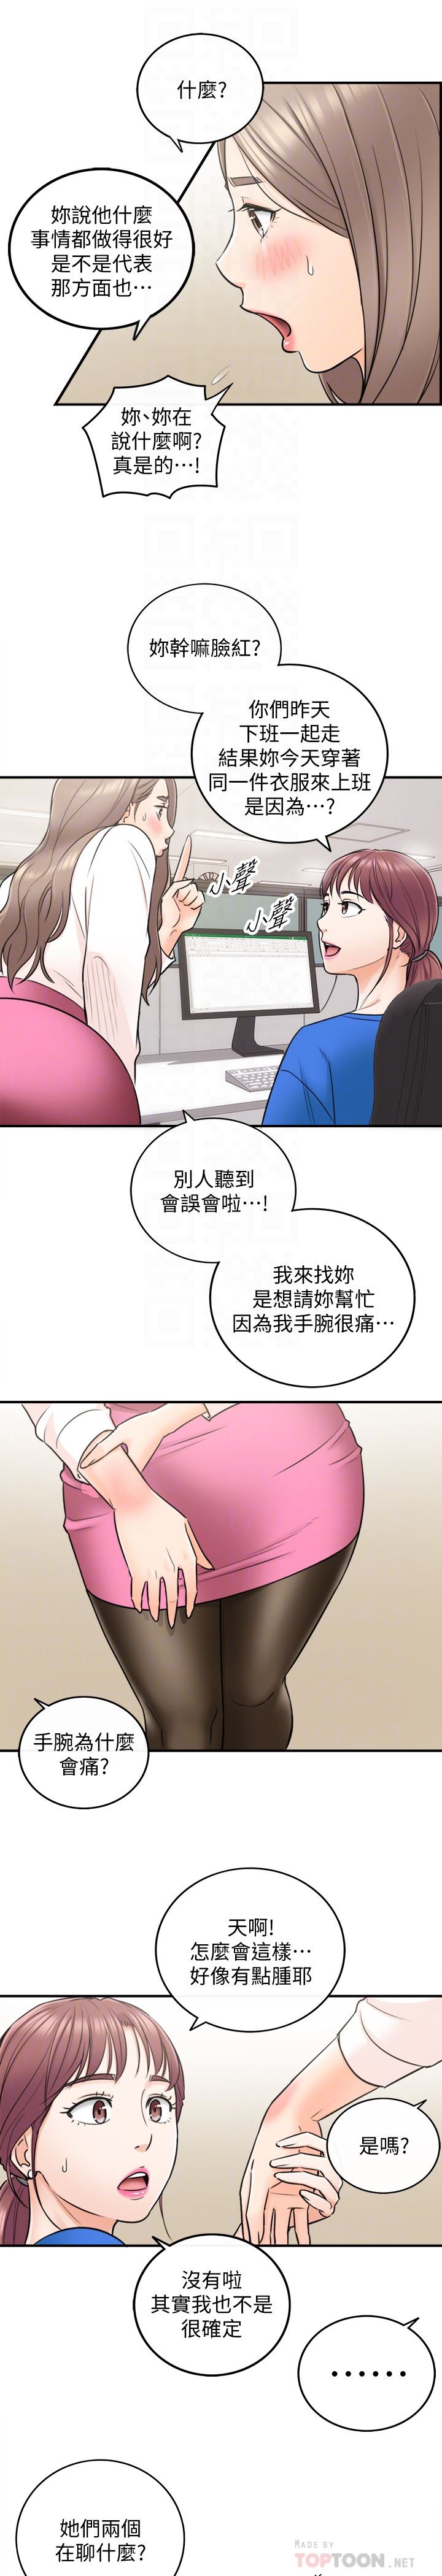 什麼?
妳說他什麼
事情都做得很好
是不是代表
那方面也⋯
妳、妳在
說什麼啊?
真是的⋯!
妳幹嘛臉紅?
你們昨天
下班一起走
結果妳今天穿著
同一件衣服來上班
是因為⋯?
小聲
小聲
別人聽到
會誤會啦⋯!
我來找妳
是想請妳幫忙
因為我手腕很痛⋯
手腕為什麼
會痛?
天啊!
怎麼會這樣⋯
好像有點腫耶
是嗎?
沒有啦
其實我也不是
很確定
⋯⋯
她們兩個
在聊什麼?
MADE BY
TOPTOON.NET